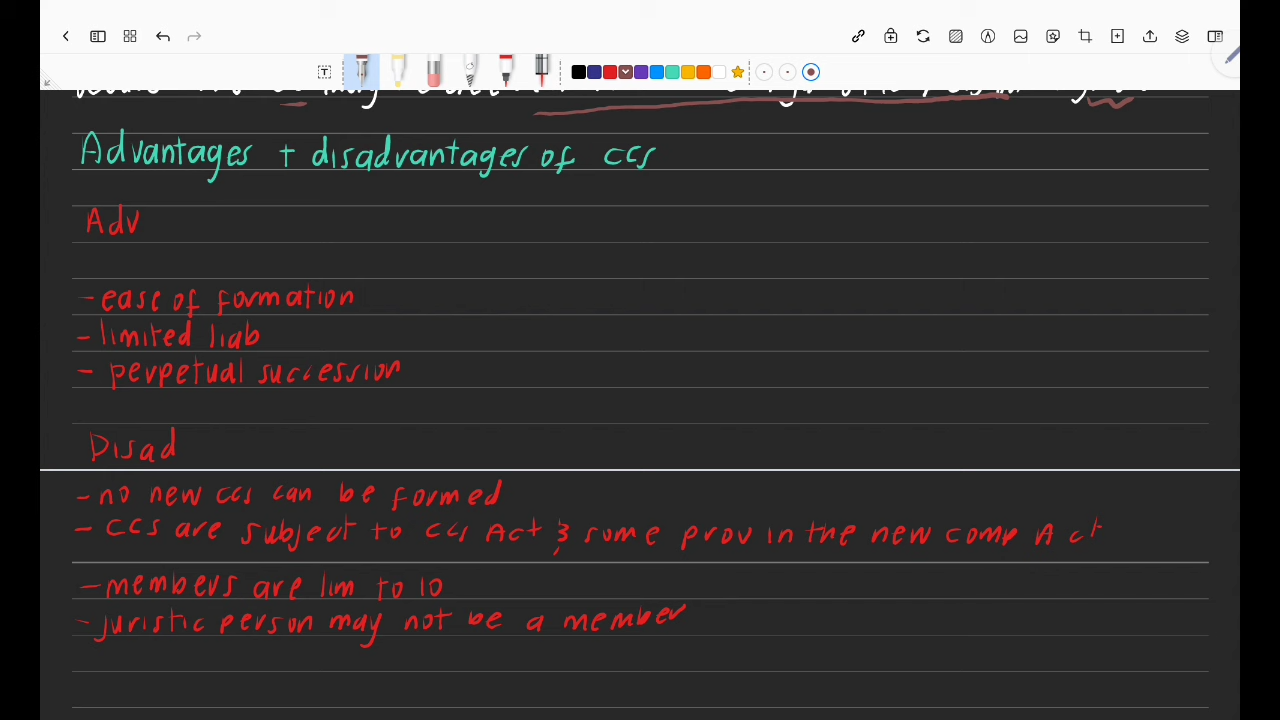 Advantages + disadvantages of CCs
Adv
- ease of formation
- limited liab
- perpetual succession
Disad
- no new CCs can be formed
- CCs are subject to CCs Act & some prov in the new comp Act
- members are lim to 10
- juristic person may not be a member